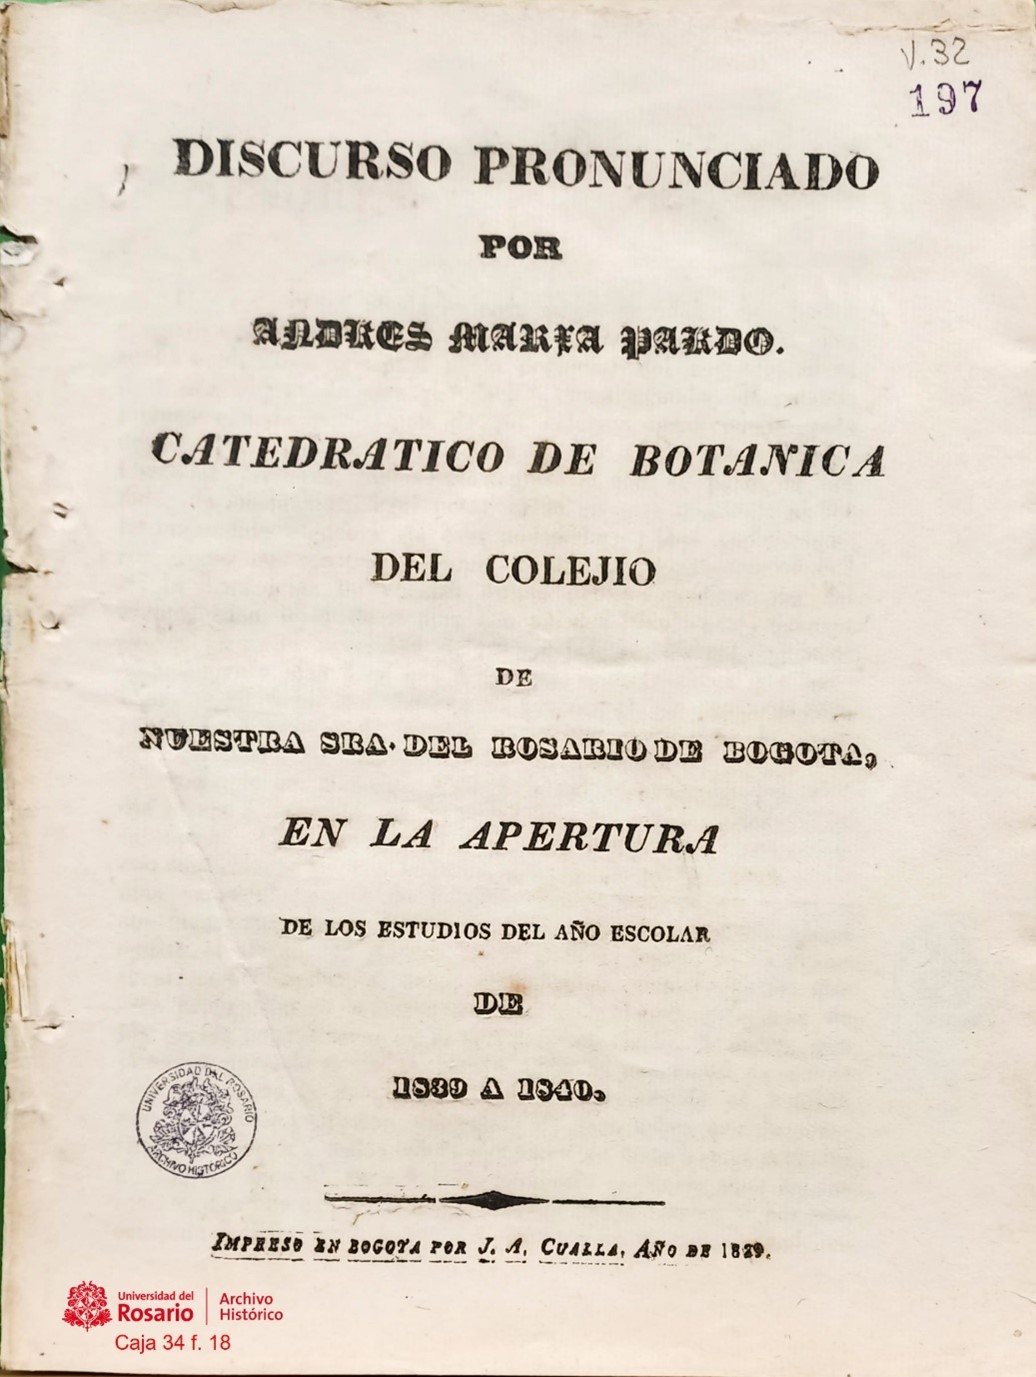 V.32
197
DISCURSO PRONUNCIADO
POR
ANDRES MARIA PARDO.
CATEDRATICO DE BOTANICA
DEL COLEJIO
DE
NUESTRA SRA. DEL ROSARIO DE BOGOTA,
EN LA APERTURA
DE LOS ESTUDIOS DEL AÑO ESCOLAR
DE
1839 A 1840.
UNIVERSIDAD DEL ROSARIO
ARCHIVO HISTÓRICO
IMPRESO EN BOGOTA POR J. A. CUALLA, AÑO DE 1839.
Universidad del
Rosario
Archivo
Histórico
Caja 34 f. 18